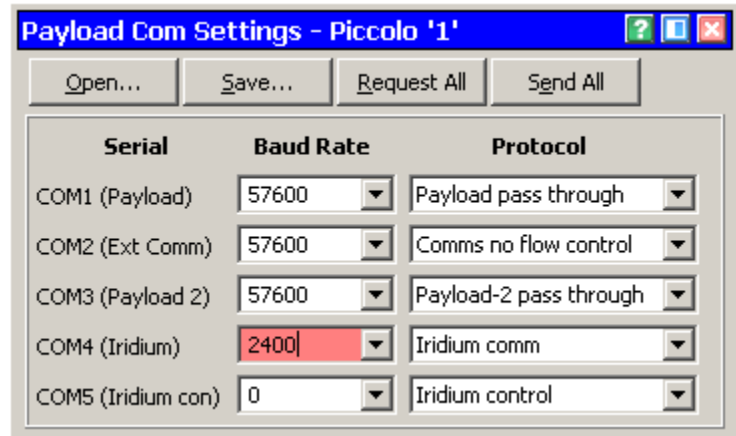 Payload Com Settings - Piccolo '1' ?
Open... Save... Request All Send All
Serial Baud Rate Protocol
COM1 (Payload) 57600 Payload pass through
COM2 (Ext Comm) 57600 Comms no flow control
COM3 (Payload 2) 57600 Payload-2 pass through
COM4 (Iridium) 2400 Iridium comm
COM5 (Iridium con) 0 Iridium control